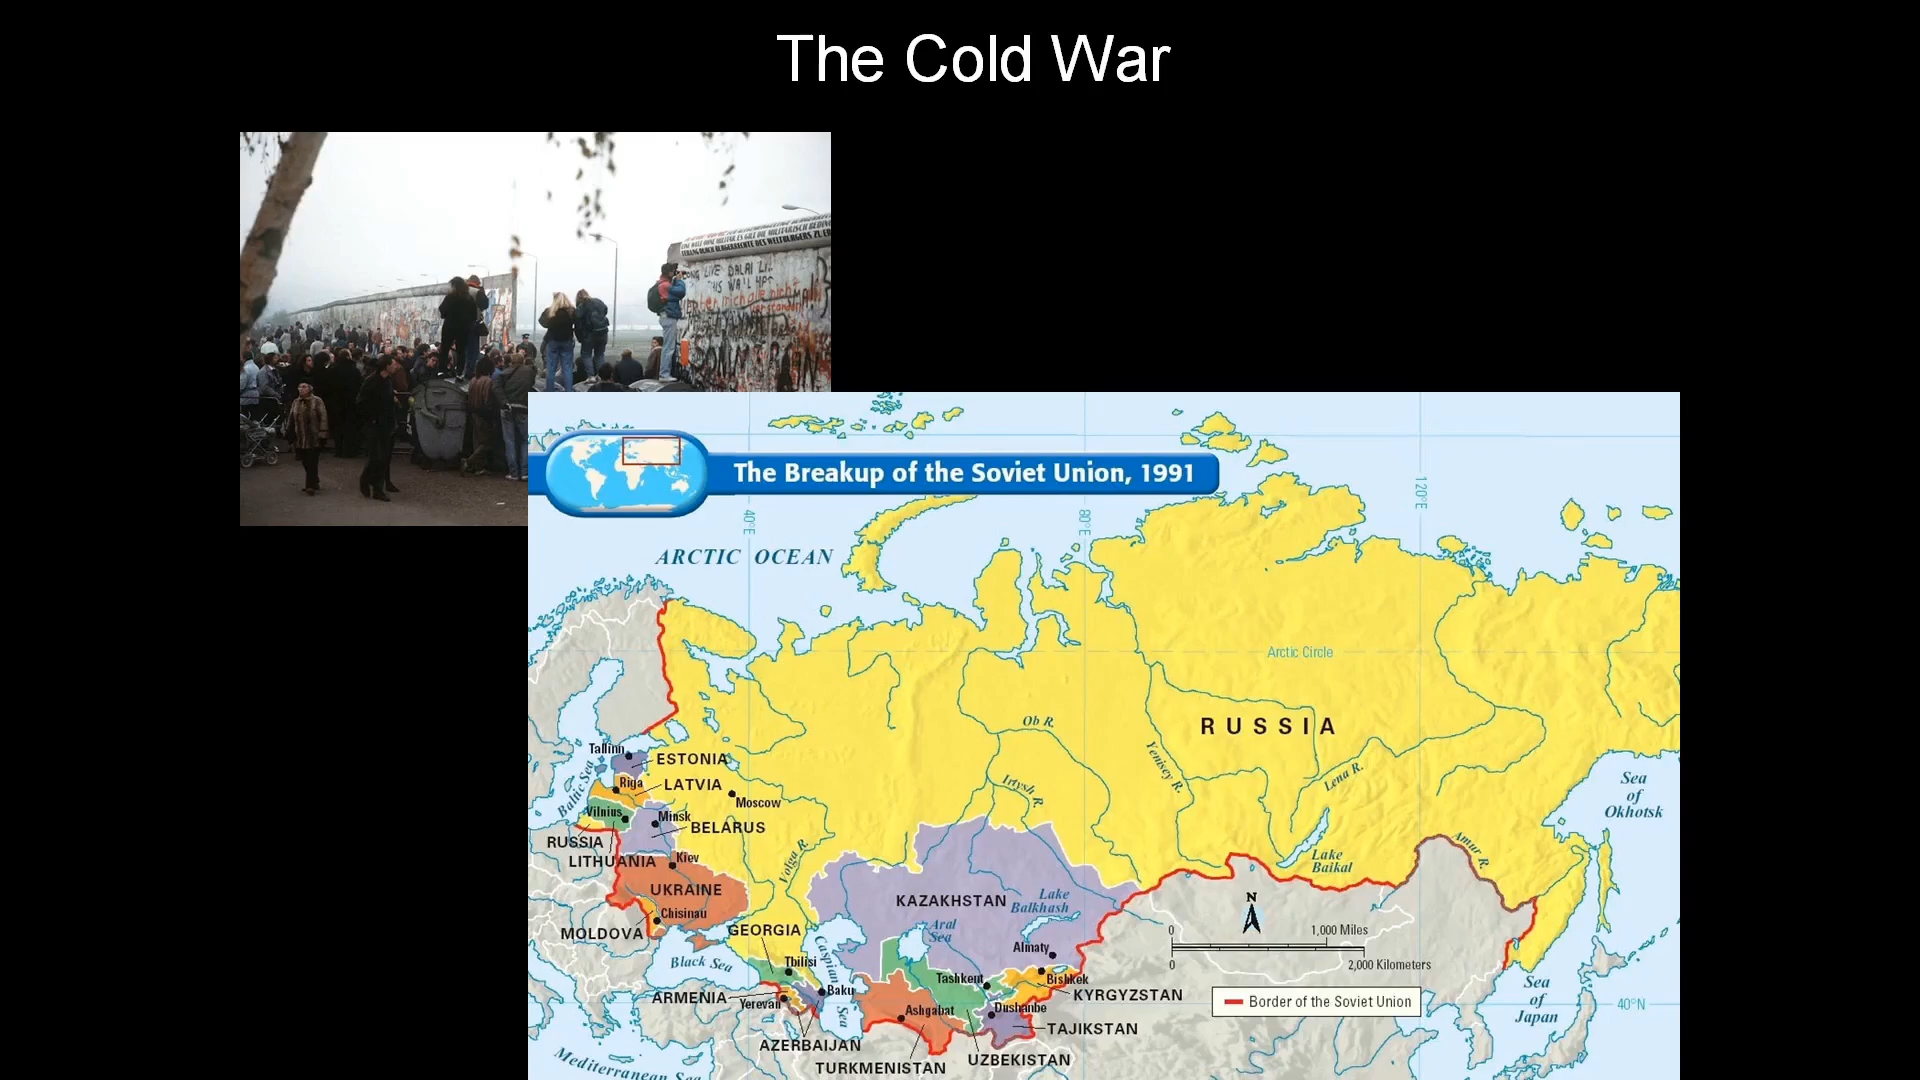 The Cold War
LIVE DALAI
The Breakup of the Soviet Union, 1991
40°E
80°E
120°E
ARCTIC OCEAN
Arctic Circle
RUSSIA
Ob R.
Yenisey R.
Irtysh R.
Lena R.
Amur R.
Volga R.
Sea
of
Okhotsk
Tallinn
ESTONIA
Baltic Sea
Riga
LATVIA
Moscow
Vilnius
Minsk
BELARUS
RUSSIA
LITHUANIA
Kiev
UKRAINE
Chisinau
MOLDOVA
Lake
Baikal
KAZAKHSTAN
Lake
Balkhash
Aral
Sea
Almaty
GEORGIA
Tbilisi
Black Sea
Caspian
Sea
ARMENIA
Yerevan
Baku
AZERBAIJAN
Ashgabat
TURKMENISTAN
Tashkent
Bishkek
KYRGYZSTAN
Dushanbe
TAJIKSTAN
UZBEKISTAN
N
0
1,000 Miles
0
2,000 Kilometers
Border of the Soviet Union
Sea
of
Japan
40°N
Mediterranean Sea